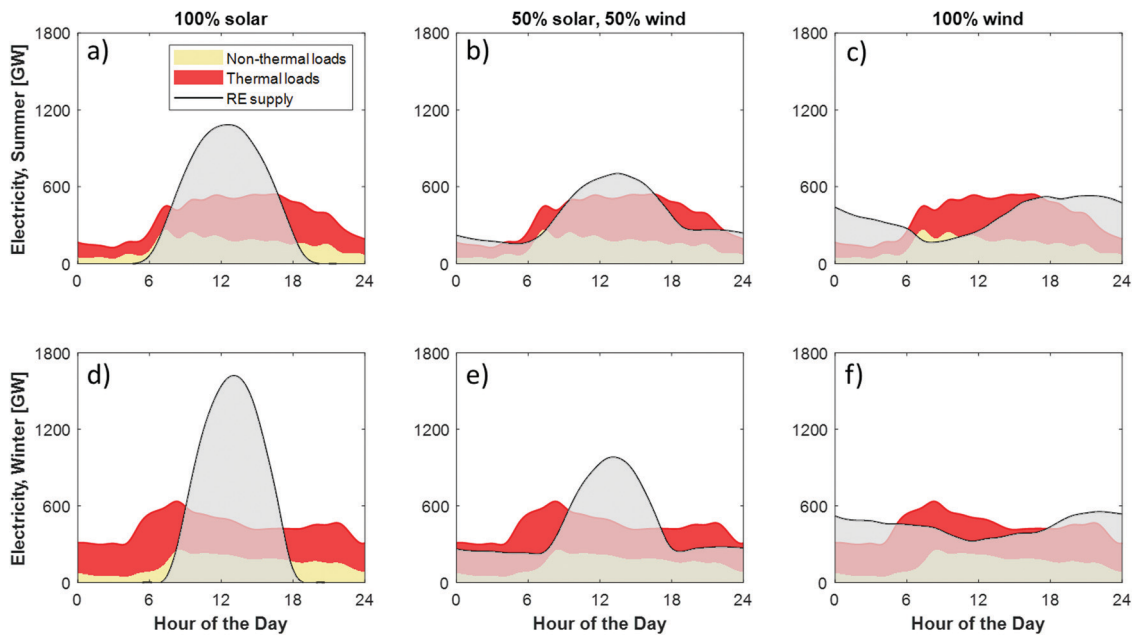 100% solar
50% solar, 50% wind
100% wind
Electricity, Summer [GW]
1800
1200
600
0
a)
Non-thermal loads
Thermal loads
RE supply
0 6 12 18 24
1800
1200
600
0
b)
0 6 12 18 24
1800
1200
600
0
c)
0 6 12 18 24
Electricity, Winter [GW]
1800
1200
600
0
d)
0 6 12 18 24
Hour of the Day
1800
1200
600
0
e)
0 6 12 18 24
Hour of the Day
1800
1200
600
0
f)
0 6 12 18 24
Hour of the Day